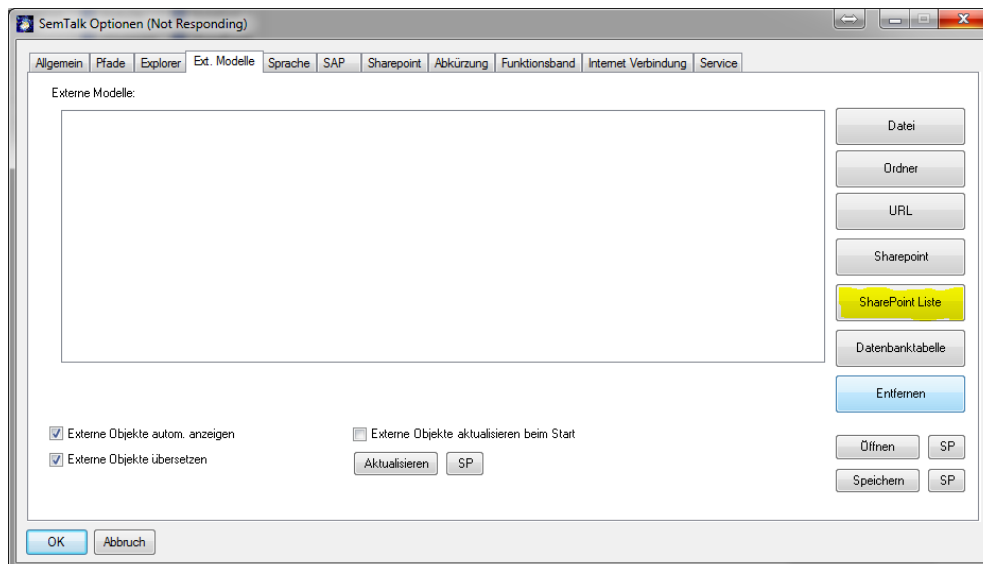 SemTalk Optionen (Not Responding)
Allgemein Pfade Explorer Ext. Modelle Sprache SAP Sharepoint Abkürzung Funktionsband Internet Verbindung Service
Externe Modelle:
Datei
Ordner
URL
Sharepoint
SharePoint Liste
Datenbanktabelle
Entfernen
Externe Objekte autom. anzeigen
Externe Objekte aktualisieren beim Start
Externe Objekte übersetzen
Aktualisieren SP
Öffnen SP
Speichern SP
OK Abbruch